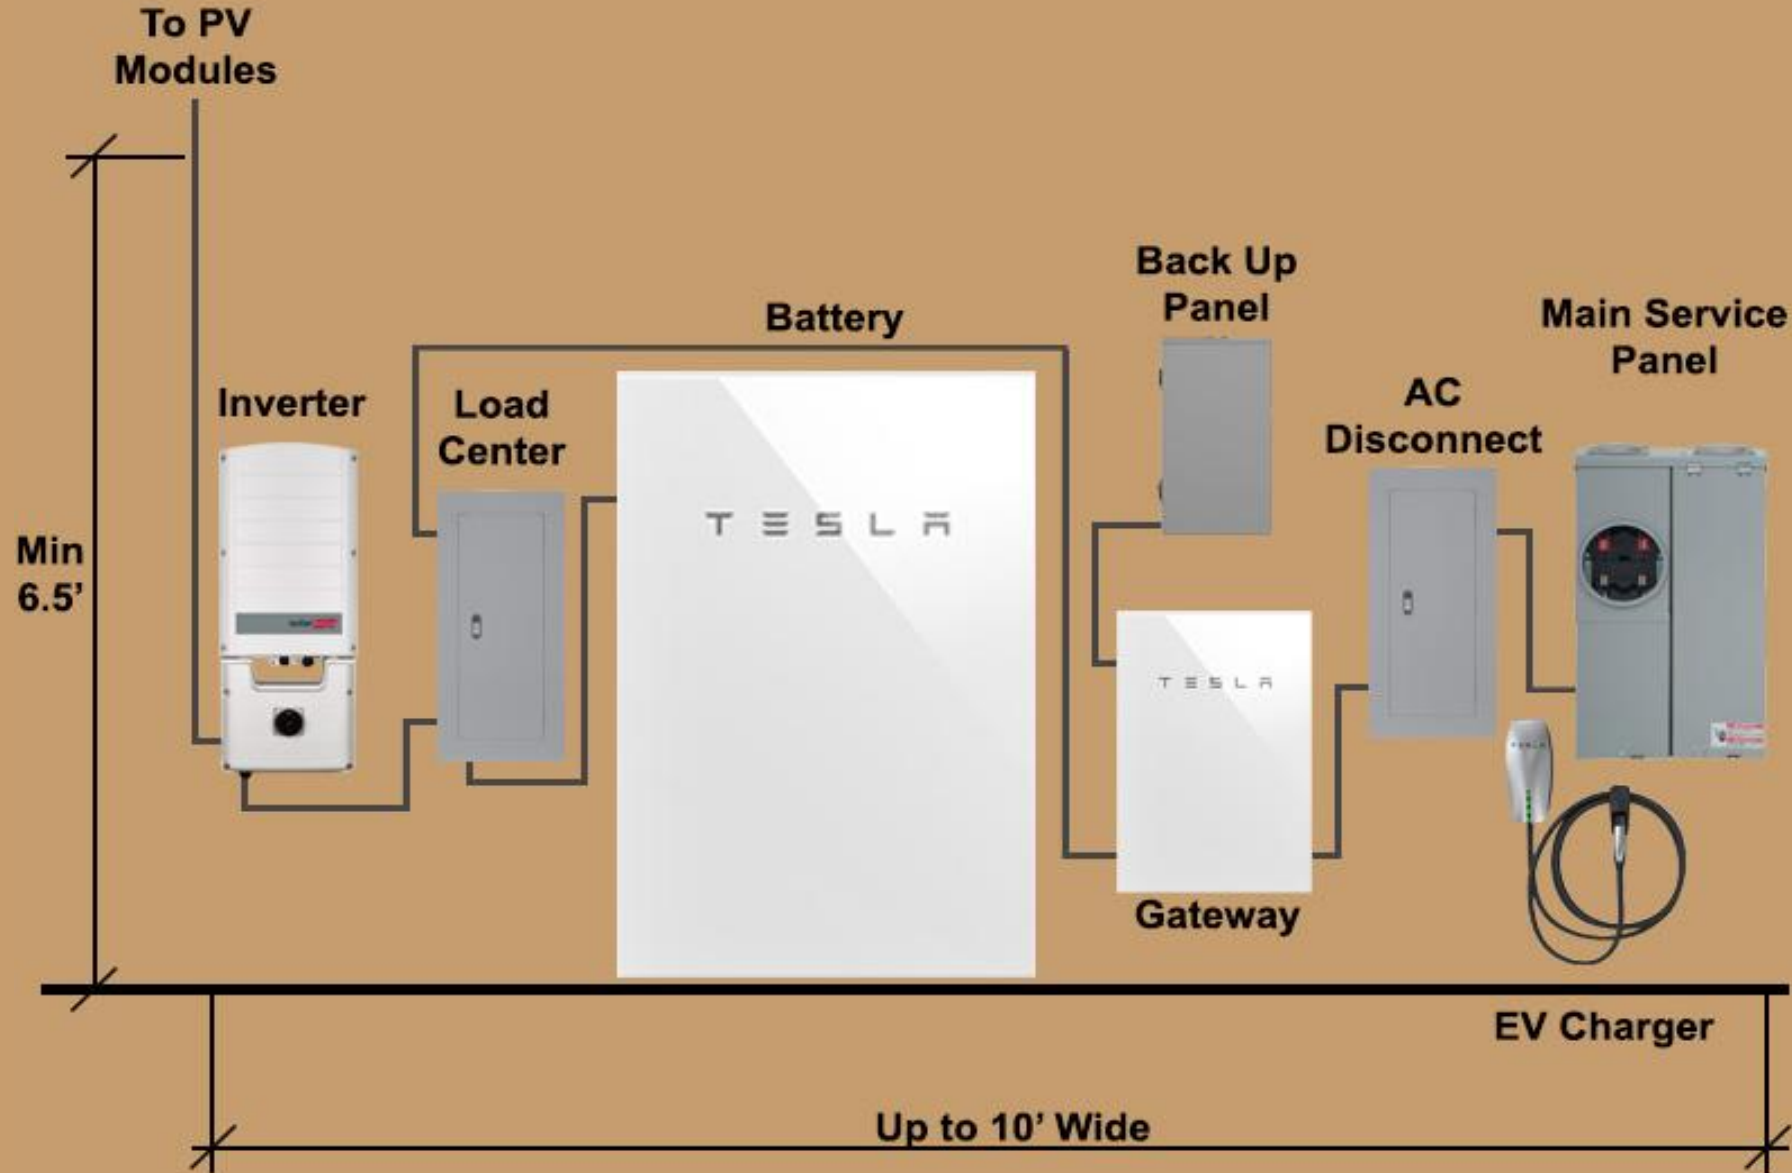 To PV
Modules
Back Up
Panel
Battery
Main Service
Panel
Inverter
Load
Center
AC
Disconnect
TESLA
Min
6.5’
TESLA
TESLA
Gateway
EV Charger
Up to 10’ Wide